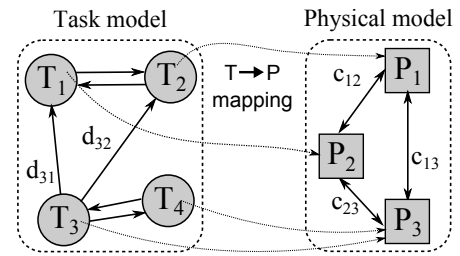 Task model
Physical model
T1
T2
T→P
mapping
P1
c12
d32
P2
c13
d31
c23
T3
T4
P3